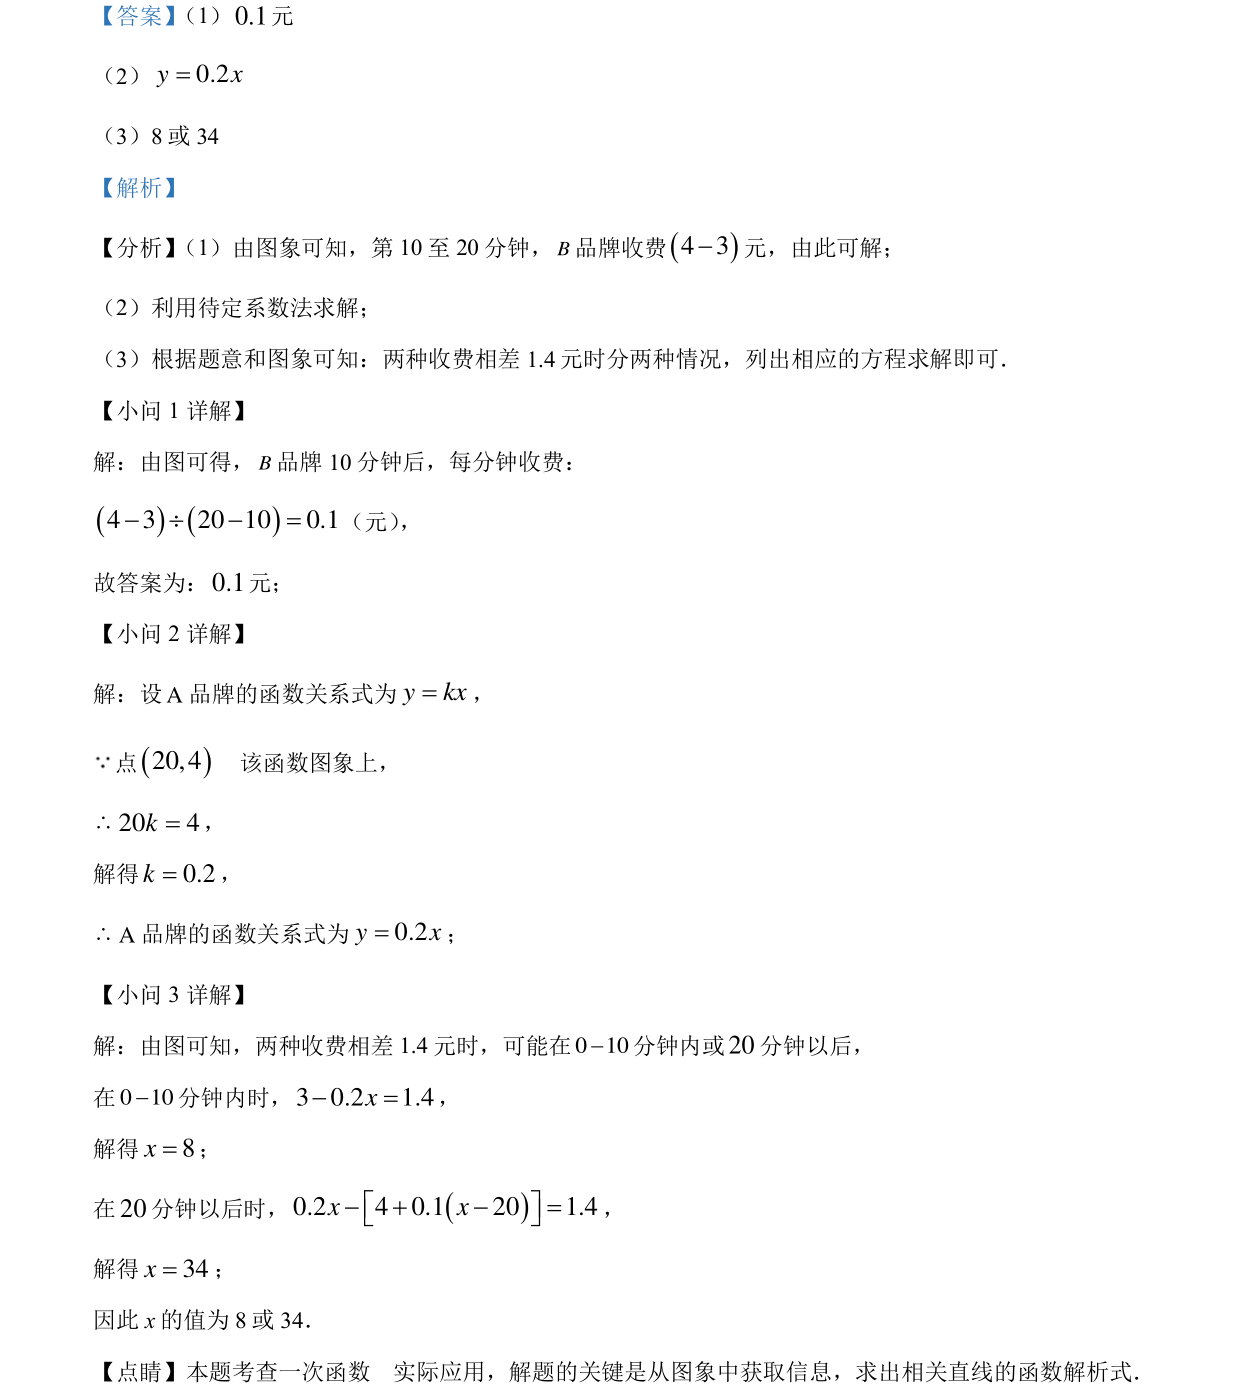 【答案】（1）0.1元
（2）y=0.2x
（3）8或34
【解析】
【分析】（1）由图象可知，第10至20分钟，B品牌收费(4−3)元，由此可解；
（2）利用待定系数法求解；
（3）根据题意和图象可知：两种收费相差1.4元时分两种情况，列出相应的方程求解即可．
【小问1详解】
解：由图可得，B品牌10分钟后，每分钟收费：
(4−3)÷(20−10)=0.1（元），
故答案为：0.1元；
【小问2详解】
解：设A品牌的函数关系式为y=kx，
∵点(20,4) 该函数图象上，
∴20k=4，
解得k=0.2，
∴A品牌的函数关系式为y=0.2x；
【小问3详解】
解：由图可知，两种收费相差1.4元时，可能在0−10分钟内或20分钟以后，
在0−10分钟内时，3−0.2x=1.4，
解得x=8；
在20分钟以后时，0.2x−[4+0.1(x−20)]=1.4，
解得x=34；
因此x的值为8或34．
【点睛】本题考查一次函数 实际应用，解题的关键是从图象中获取信息，求出相关直线的函数解析式．